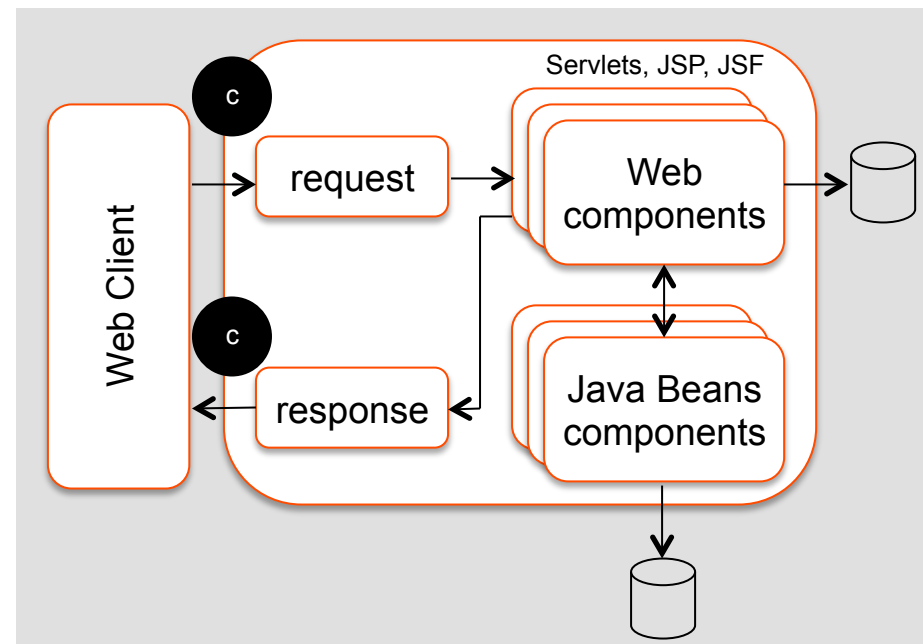 Servlets, JSP, JSF
c
request
Web
components
Web Client
c
response
Java Beans
components